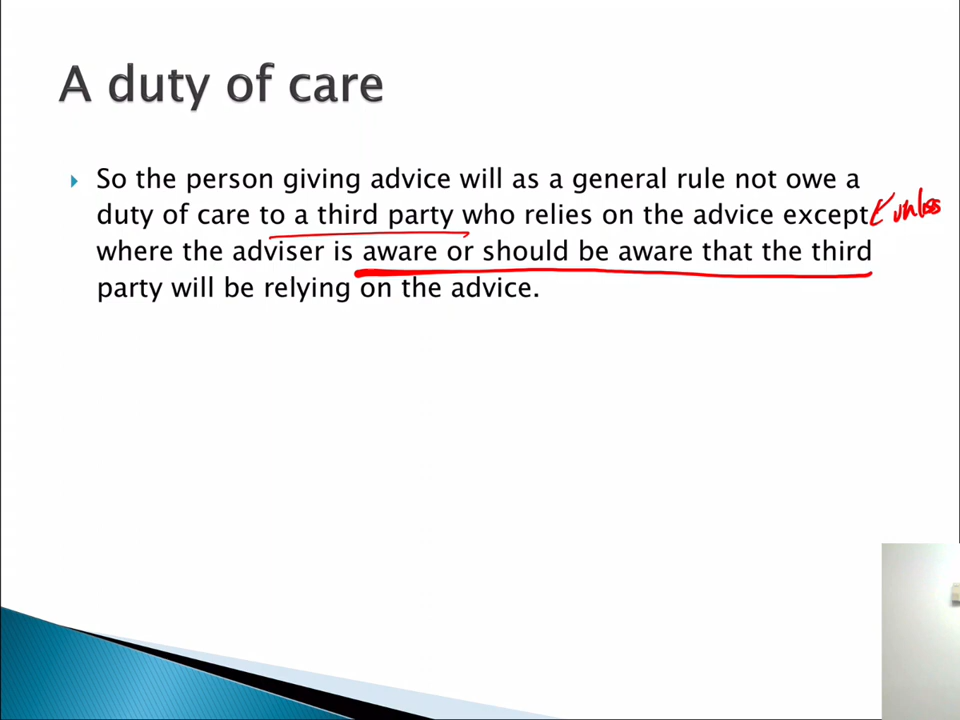 A duty of care
So the person giving advice will as a general rule not owe a
duty of care to a third party who relies on the advice except unless
where the adviser is aware or should be aware that the third
party will be relying on the advice.